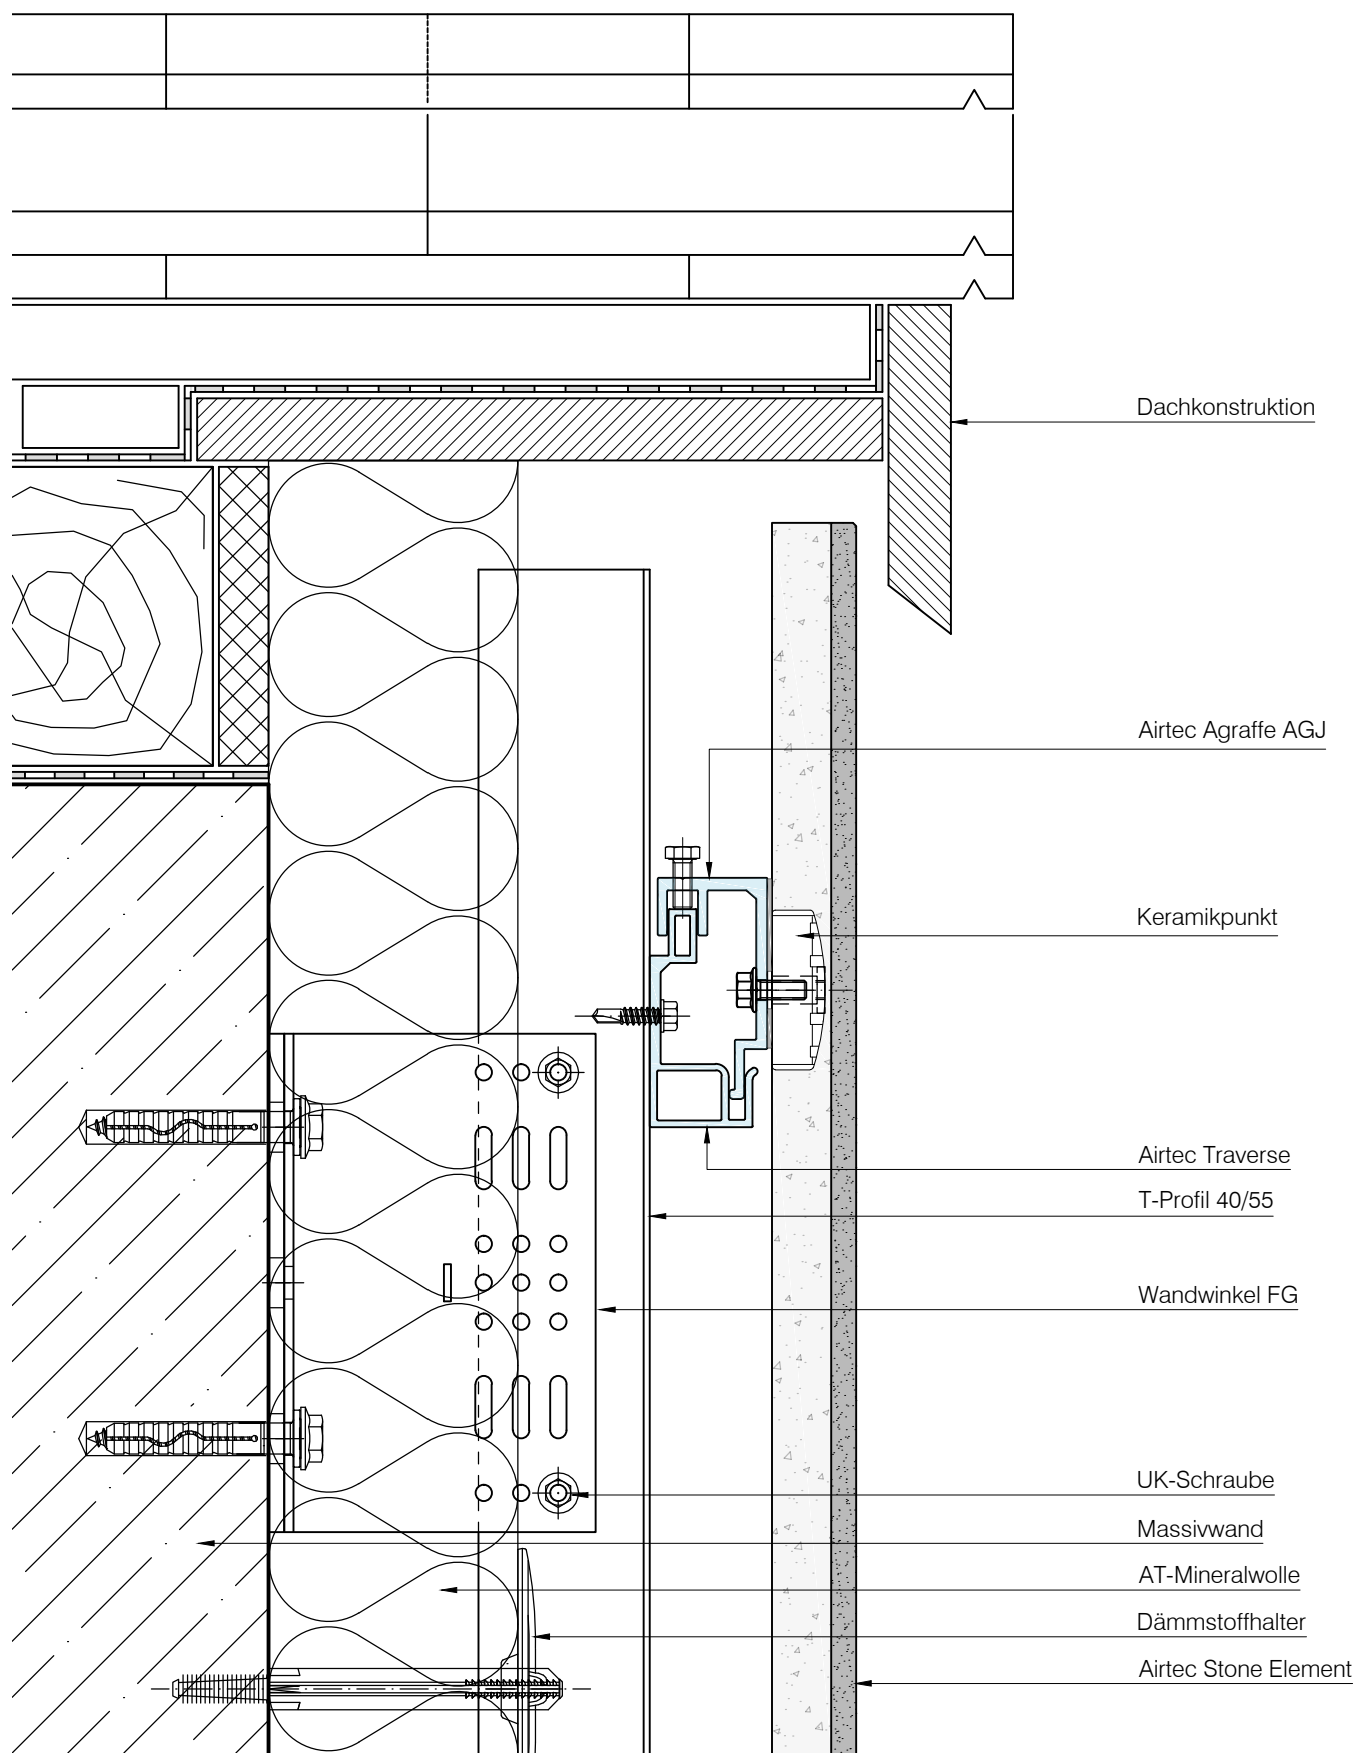 Dachkonstruktion
Airtec Agraffe AGJ
Keramikpunkt
Airtec Traverse
T-Profil 40/55
Wandwinkel FG
UK-Schraube
Massivwand
AT-Mineralwolle
Dämmstoffhalter
Airtec Stone Element